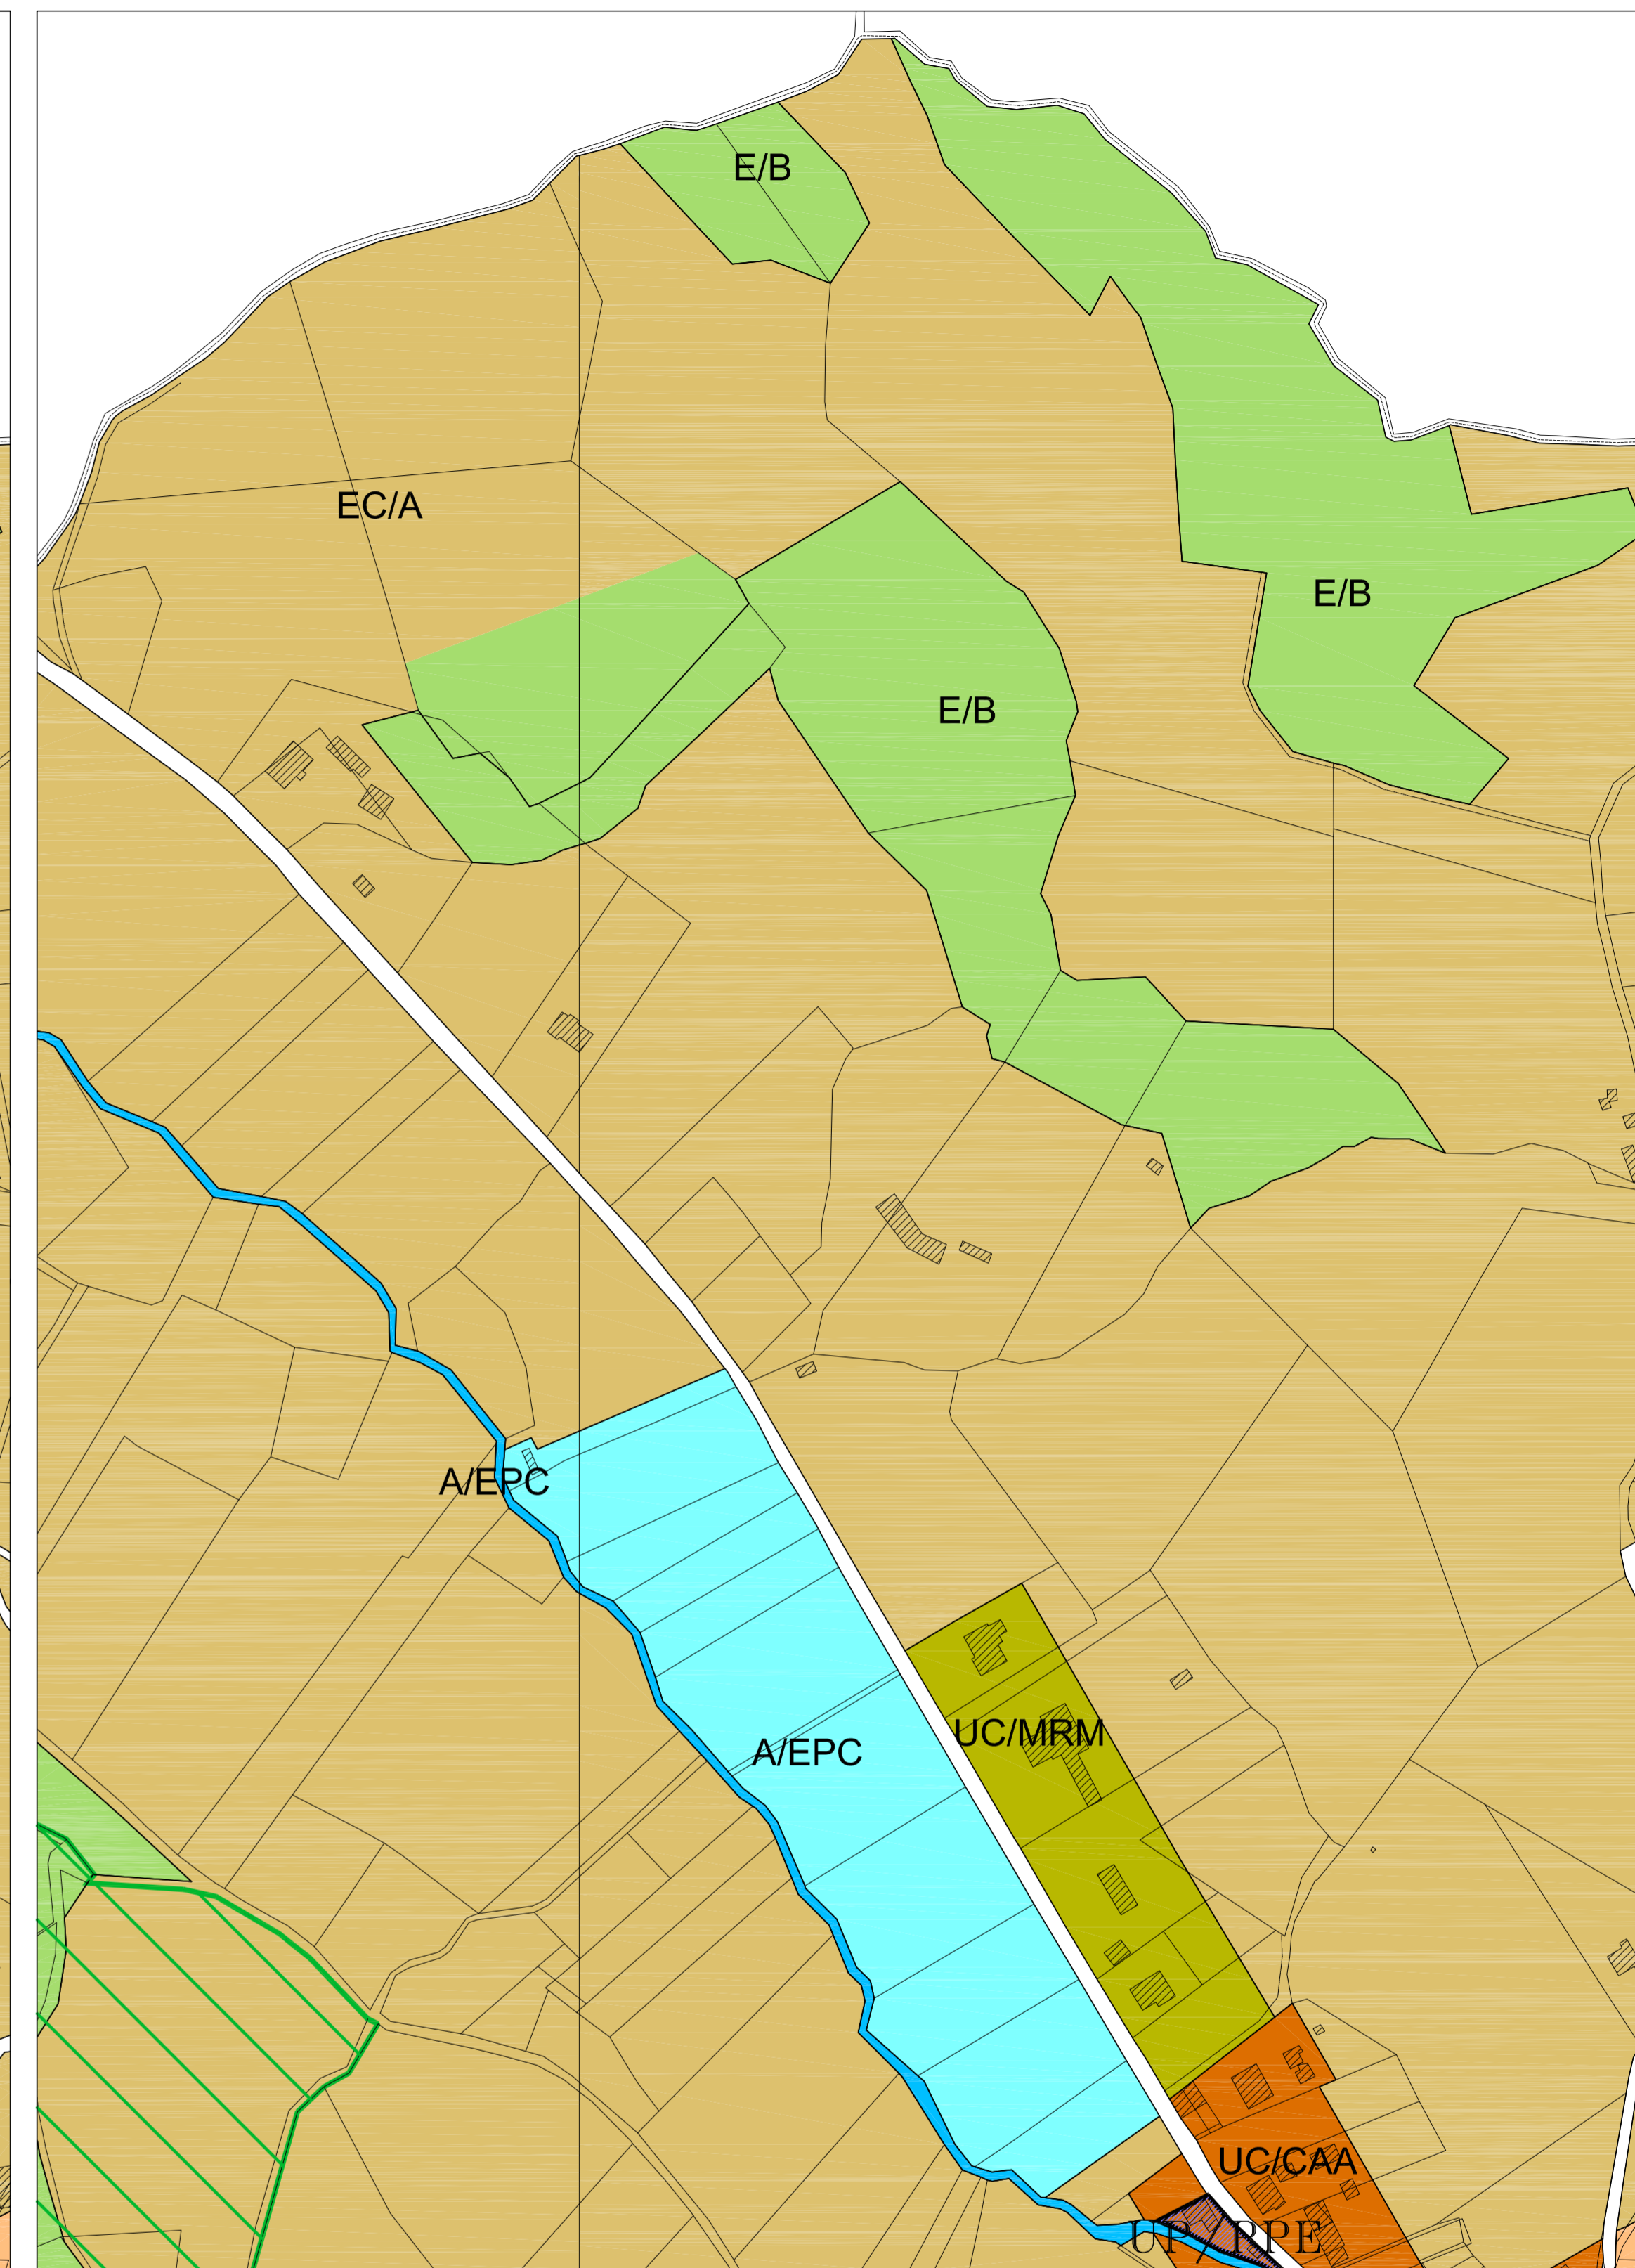 E/B
EC/A
E/B
E/B
A/EPC
UC/MRM
A/EPC
UC/CAA
UP/PPE